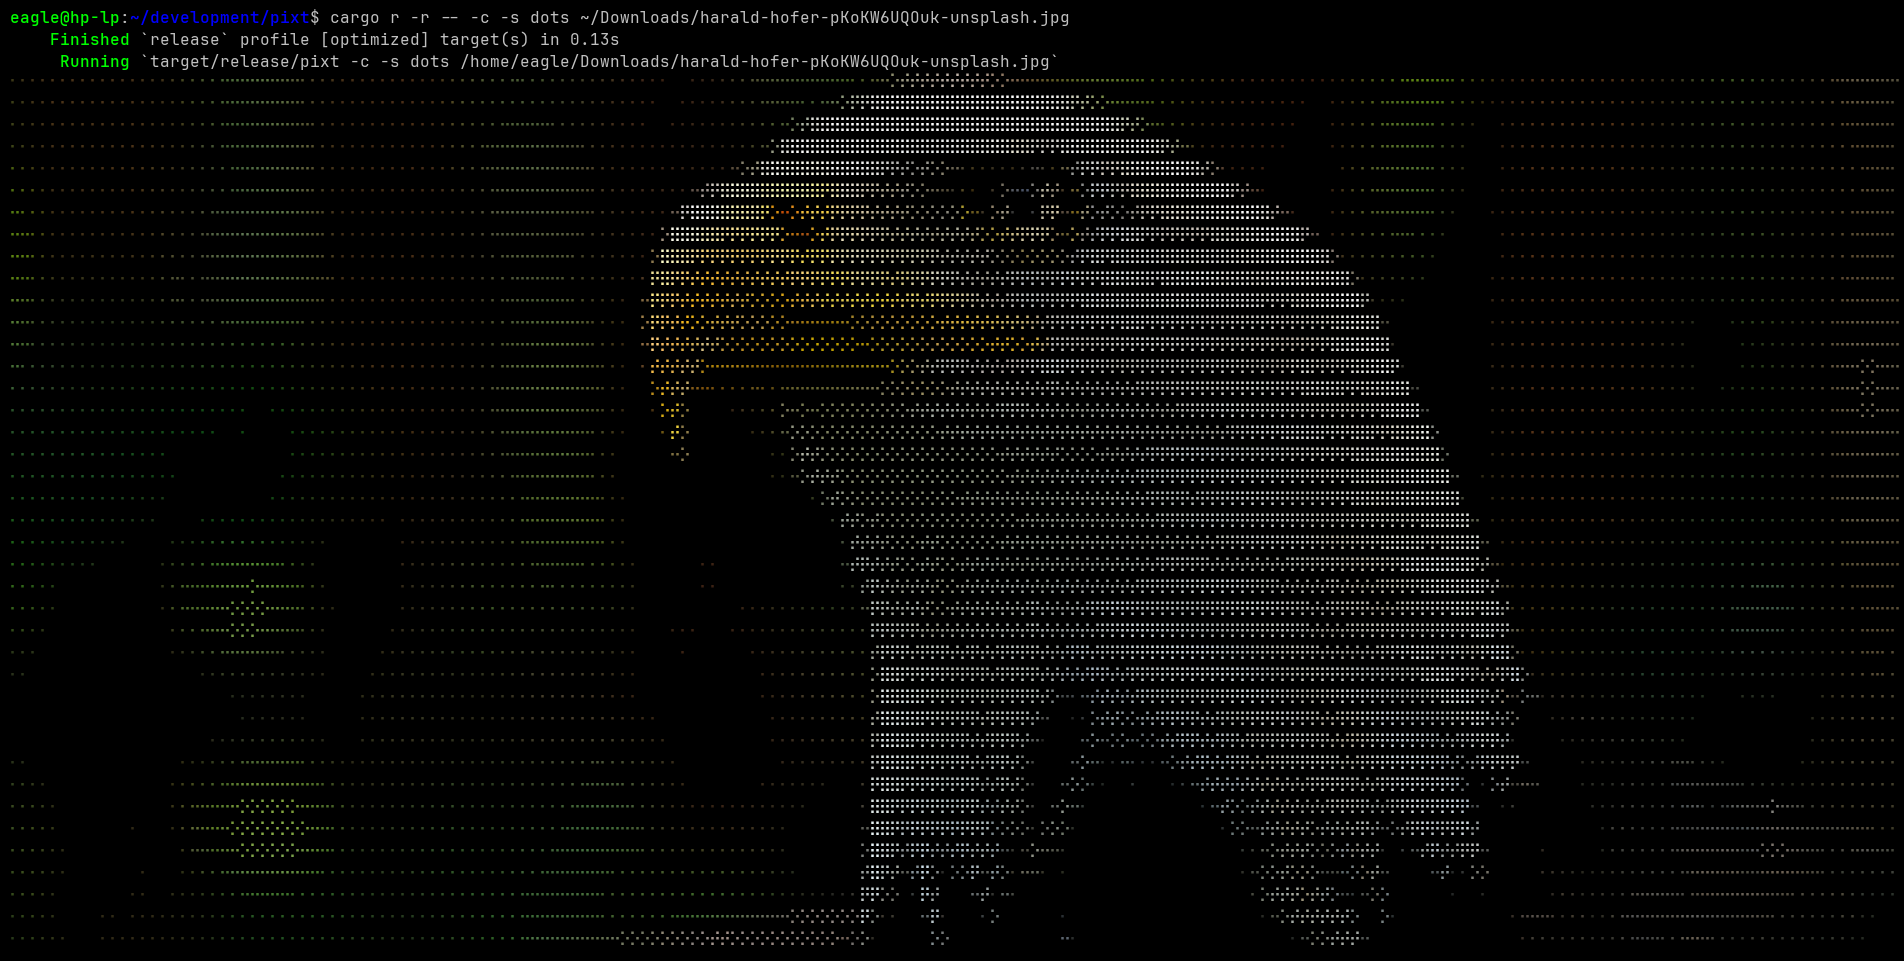 eagle@hp-lp:~/development/pixt$ cargo r -r -- -c -s dots ~/Downloads/harald-hofer-pKoKW6UQOuk-unsplash.jpg
Finished `release` profile [optimized] target(s) in 0.13s
Running `target/release/pixt -c -s dots /home/eagle/Downloads/harald-hofer-pKoKW6UQOuk-unsplash.jpg`